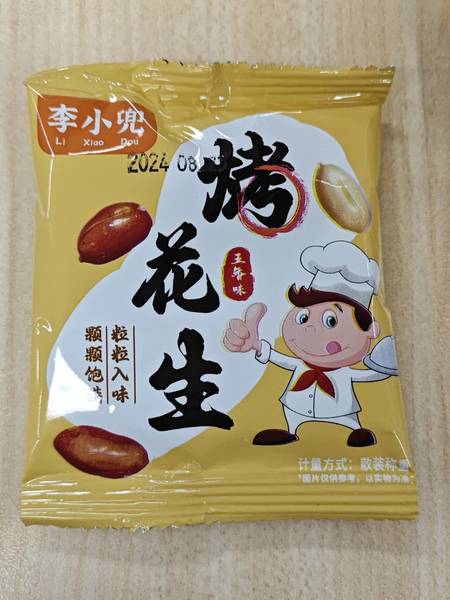 李小兜
Li Xiao Dou
2024 08
烤花生
五香味
粒粒入味
颗颗饱满
计量方式：散装称重
*图片仅供参考，以实物为准